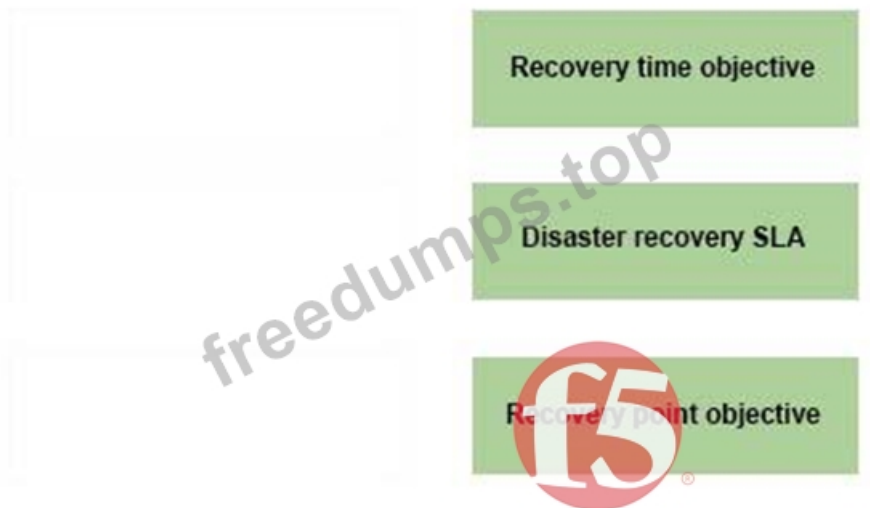 Recovery time objective
freedumps.top
Disaster recovery SLA
Recovery point objective
f5
®